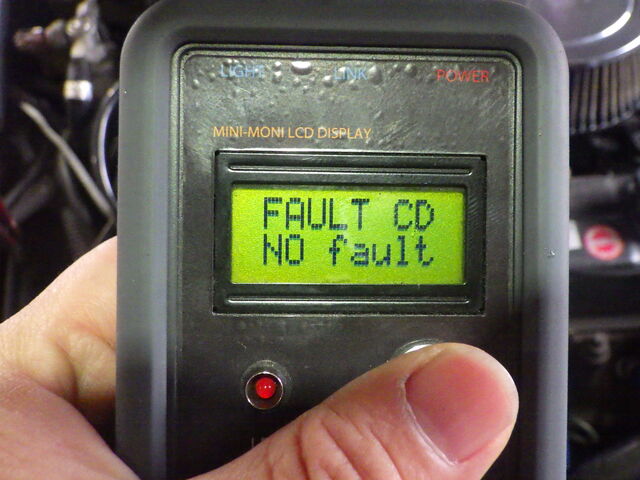 LIGHT LINK POWER
MINI-MONI LCD DISPLAY
FAULT CD
NO fault